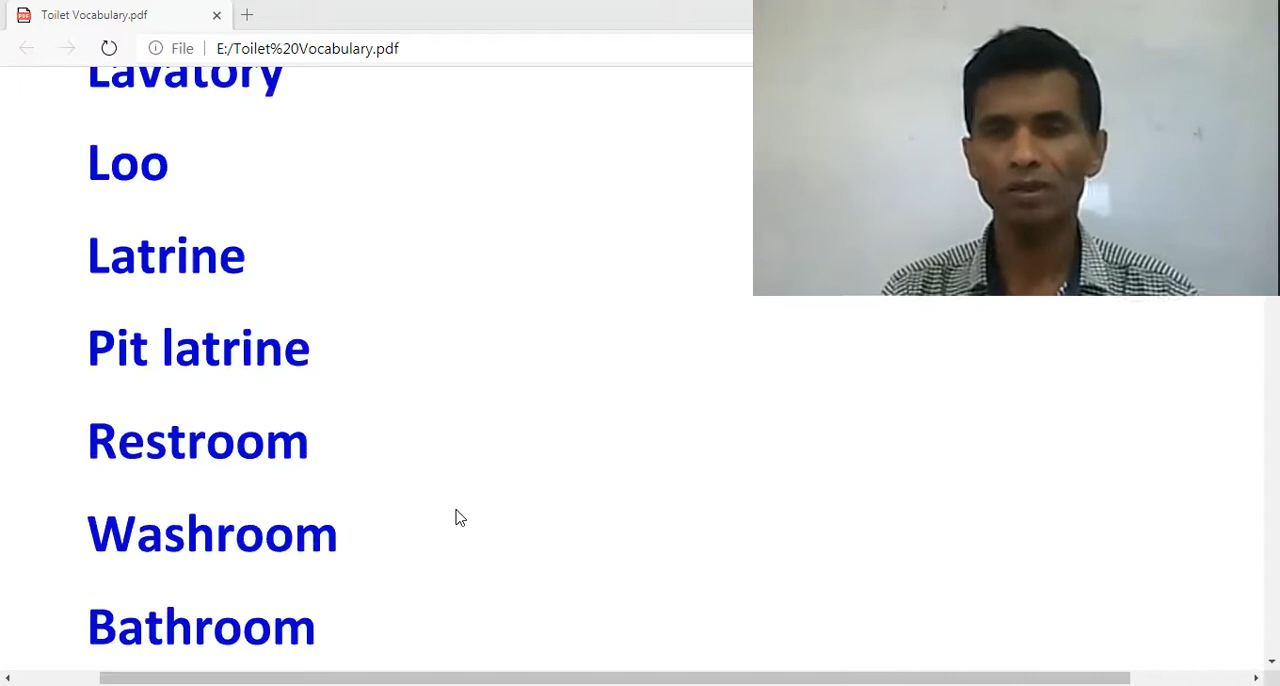 Toilet Vocabulary.pdf
File
E:/Toilet%20Vocabulary.pdf
Lavatory
Loo
Latrine
Pit latrine
Restroom
Washroom
Bathroom